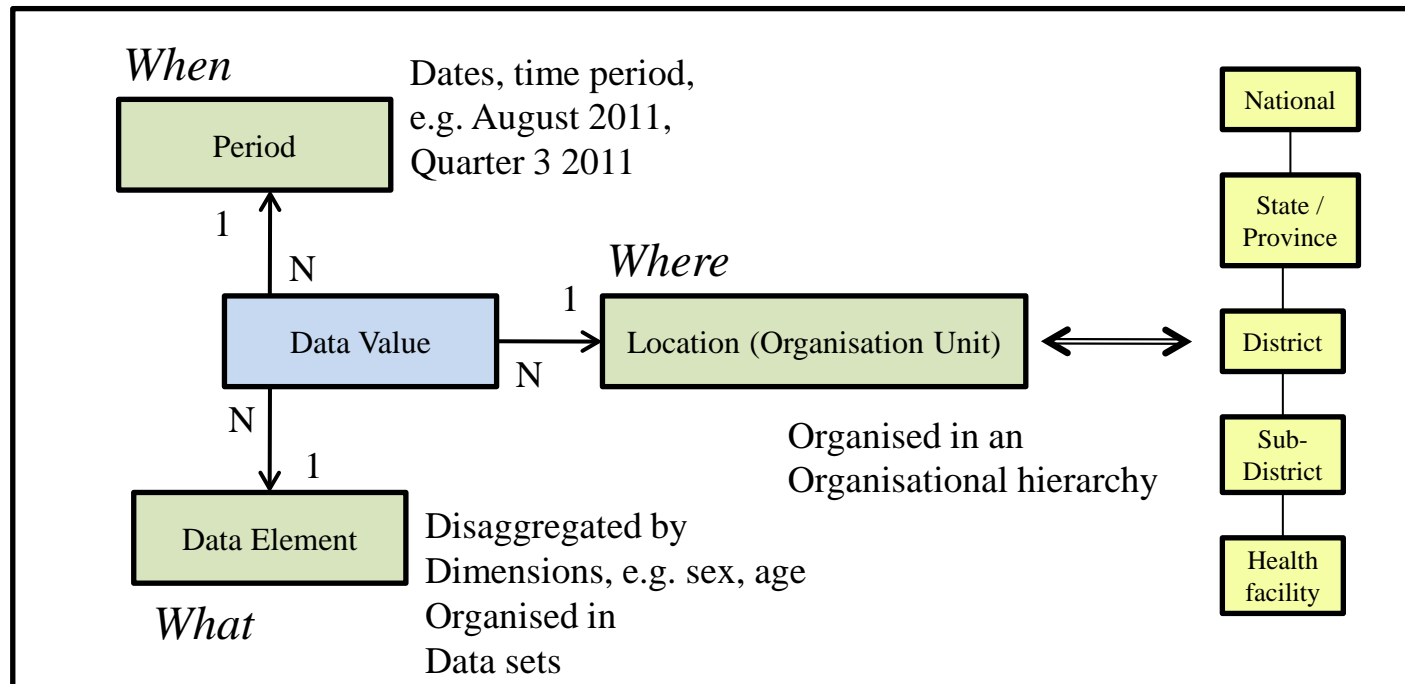 When
Dates, time period,
e.g. August 2011,
Quarter 3 2011
Period
1
N
Where
1
Data Value
N
Location (Organisation Unit)
N
1
Organised in an
Organisational hierarchy
Data Element
What
Disaggregated by
Dimensions, e.g. sex, age
Organised in
Data sets
National
State /
Province
District
Sub-
District
Health
facility